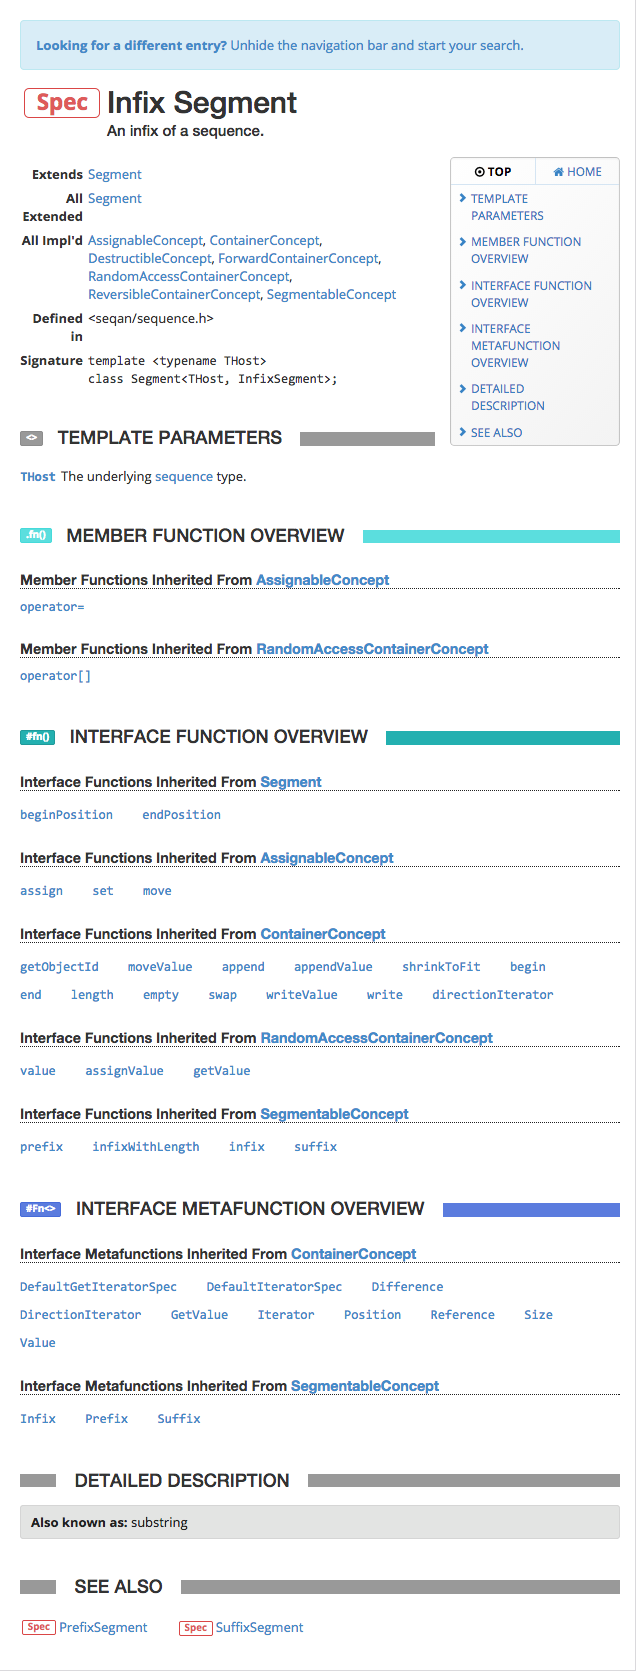 Looking for a different entry? Unhide the navigation bar and start your search.
Spec Infix Segment
An infix of a sequence.
Extends Segment
All Extended Segment
All Impl'd AssignableConcept, ContainerConcept,
DestructibleConcept, ForwardContainerConcept,
RandomAccessContainerConcept,
ReversibleContainerConcept, SegmentableConcept
Defined in <seqan/sequence.h>
Signature template <typename THost>
class Segment<THost, InfixSegment>;
TOP HOME
TEMPLATE
PARAMETERS
MEMBER FUNCTION
OVERVIEW
INTERFACE FUNCTION
OVERVIEW
INTERFACE
METAFUNCTION
OVERVIEW
DETAILED
DESCRIPTION
SEE ALSO
<> TEMPLATE PARAMETERS
THost The underlying sequence type.
.fn() MEMBER FUNCTION OVERVIEW
Member Functions Inherited From AssignableConcept
operator=
Member Functions Inherited From RandomAccessContainerConcept
operator[]
#fn() INTERFACE FUNCTION OVERVIEW
Interface Functions Inherited From Segment
beginPosition endPosition
Interface Functions Inherited From AssignableConcept
assign set move
Interface Functions Inherited From ContainerConcept
getObjectId moveValue append appendValue shrinkToFit begin
end length empty swap writeValue write directionIterator
Interface Functions Inherited From RandomAccessContainerConcept
value assignValue getValue
Interface Functions Inherited From SegmentableConcept
prefix infixWithLength infix suffix
#Fn<> INTERFACE METAFUNCTION OVERVIEW
Interface Metafunctions Inherited From ContainerConcept
DefaultGetIteratorSpec DefaultIteratorSpec Difference
DirectionIterator GetValue Iterator Position Reference Size
Value
Interface Metafunctions Inherited From SegmentableConcept
Infix Prefix Suffix
DETAILED DESCRIPTION
Also known as: substring
SEE ALSO
Spec PrefixSegment Spec SuffixSegment